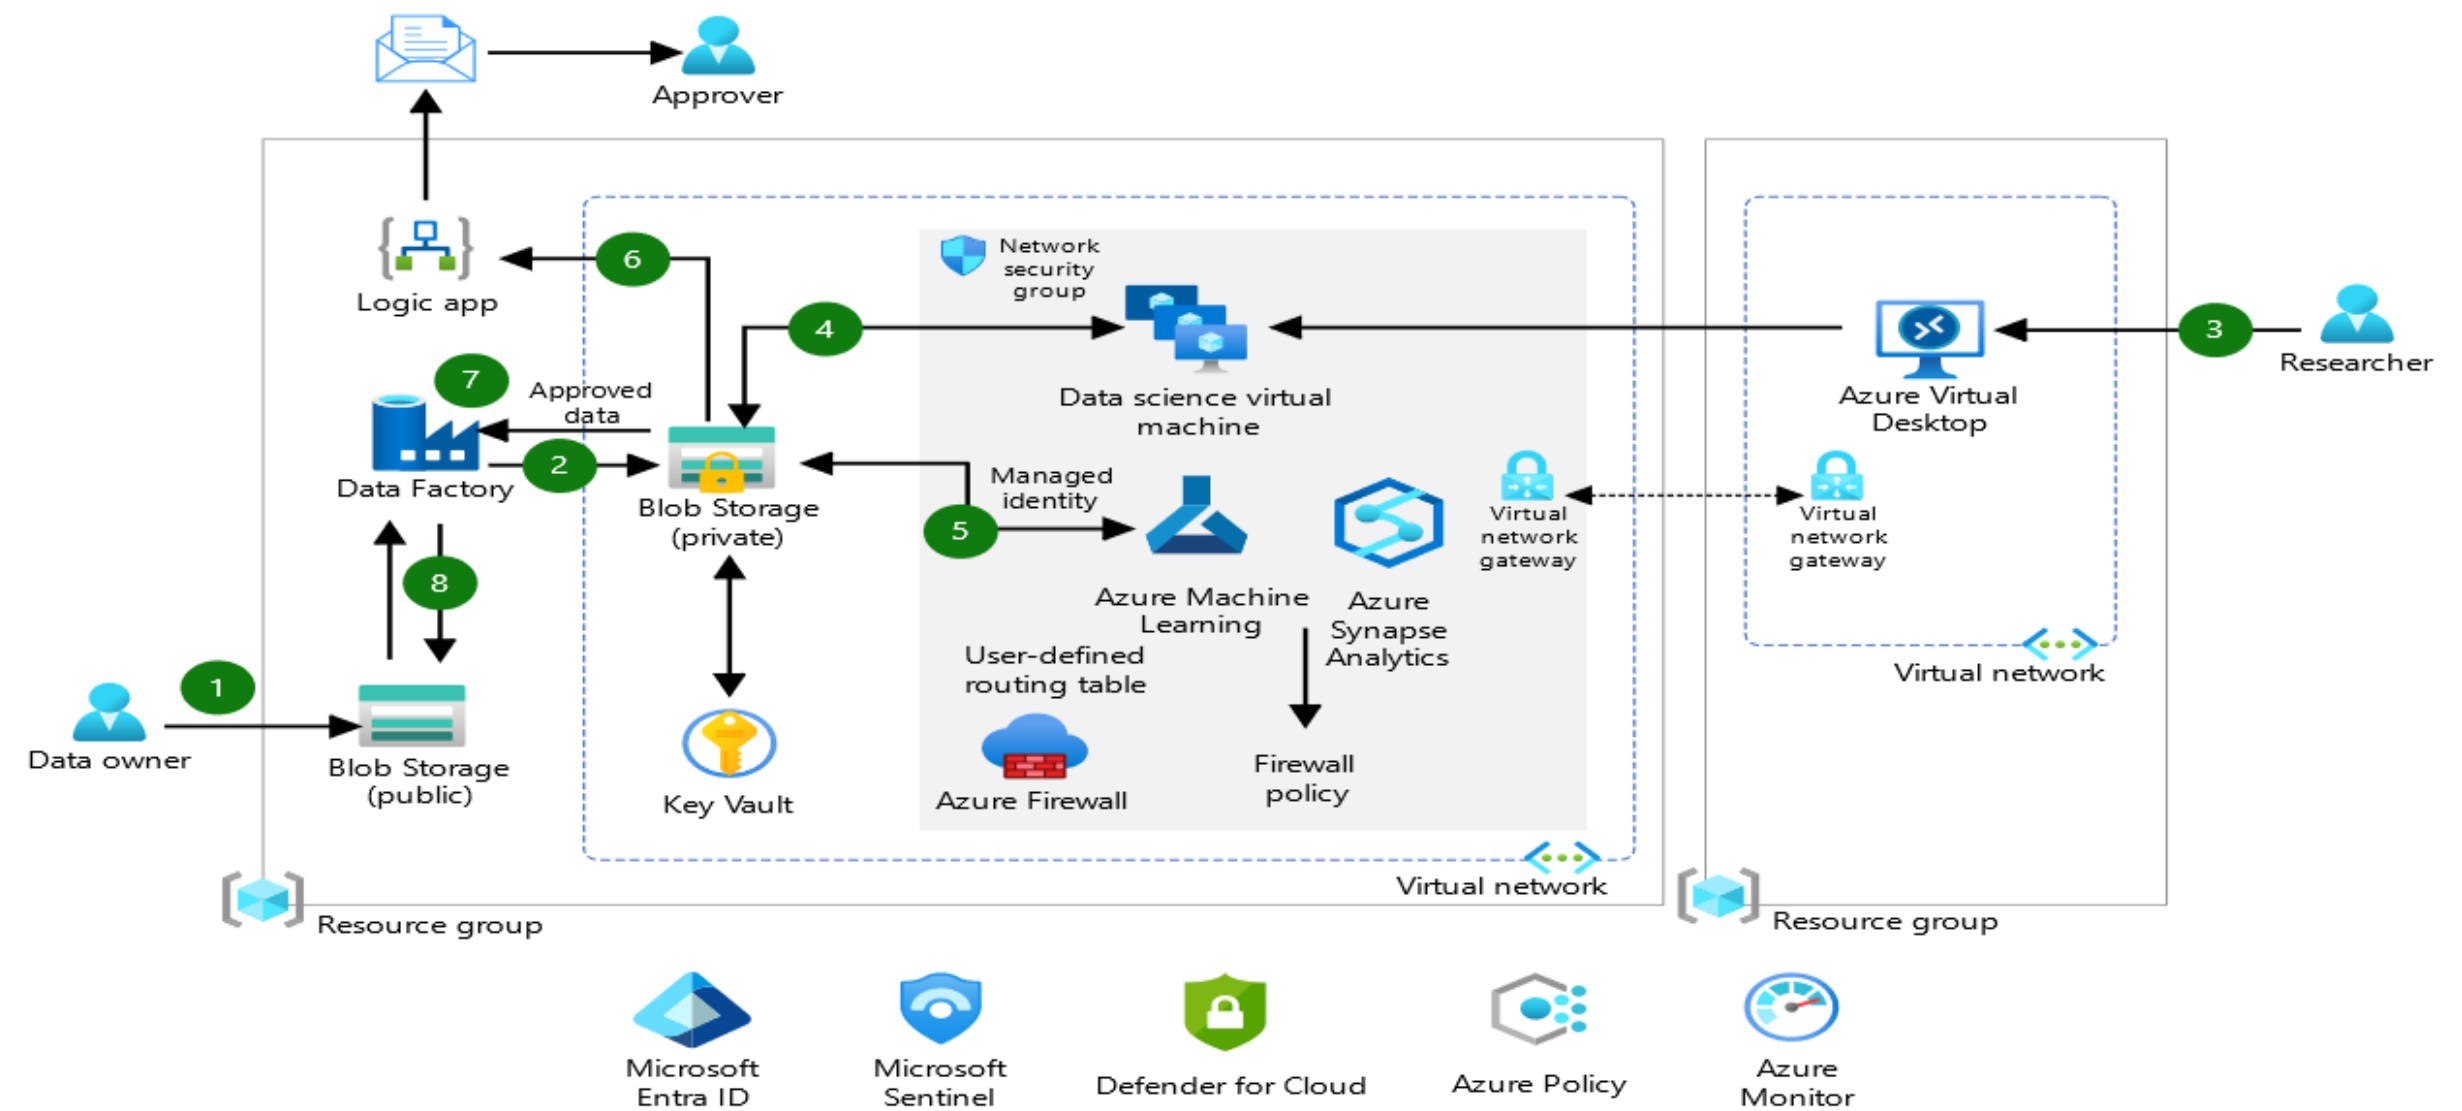 Approver
Network
security
group
6
Logic app
4
3
Researcher
7
Approved
data
Data science virtual
machine
Azure Virtual
Desktop
2
Data Factory
Blob Storage
(private)
Managed
identity
5
Virtual
network
gateway
Virtual
network
gateway
8
Azure Machine
Learning
Azure
Synapse
Analytics
User-defined
routing table
Virtual network
1
Data owner
Blob Storage
(public)
Key Vault
Azure Firewall
Firewall
policy
Virtual network
Resource group
Resource group
Microsoft
Entra ID
Microsoft
Sentinel
Defender for Cloud
Azure Policy
Azure
Monitor